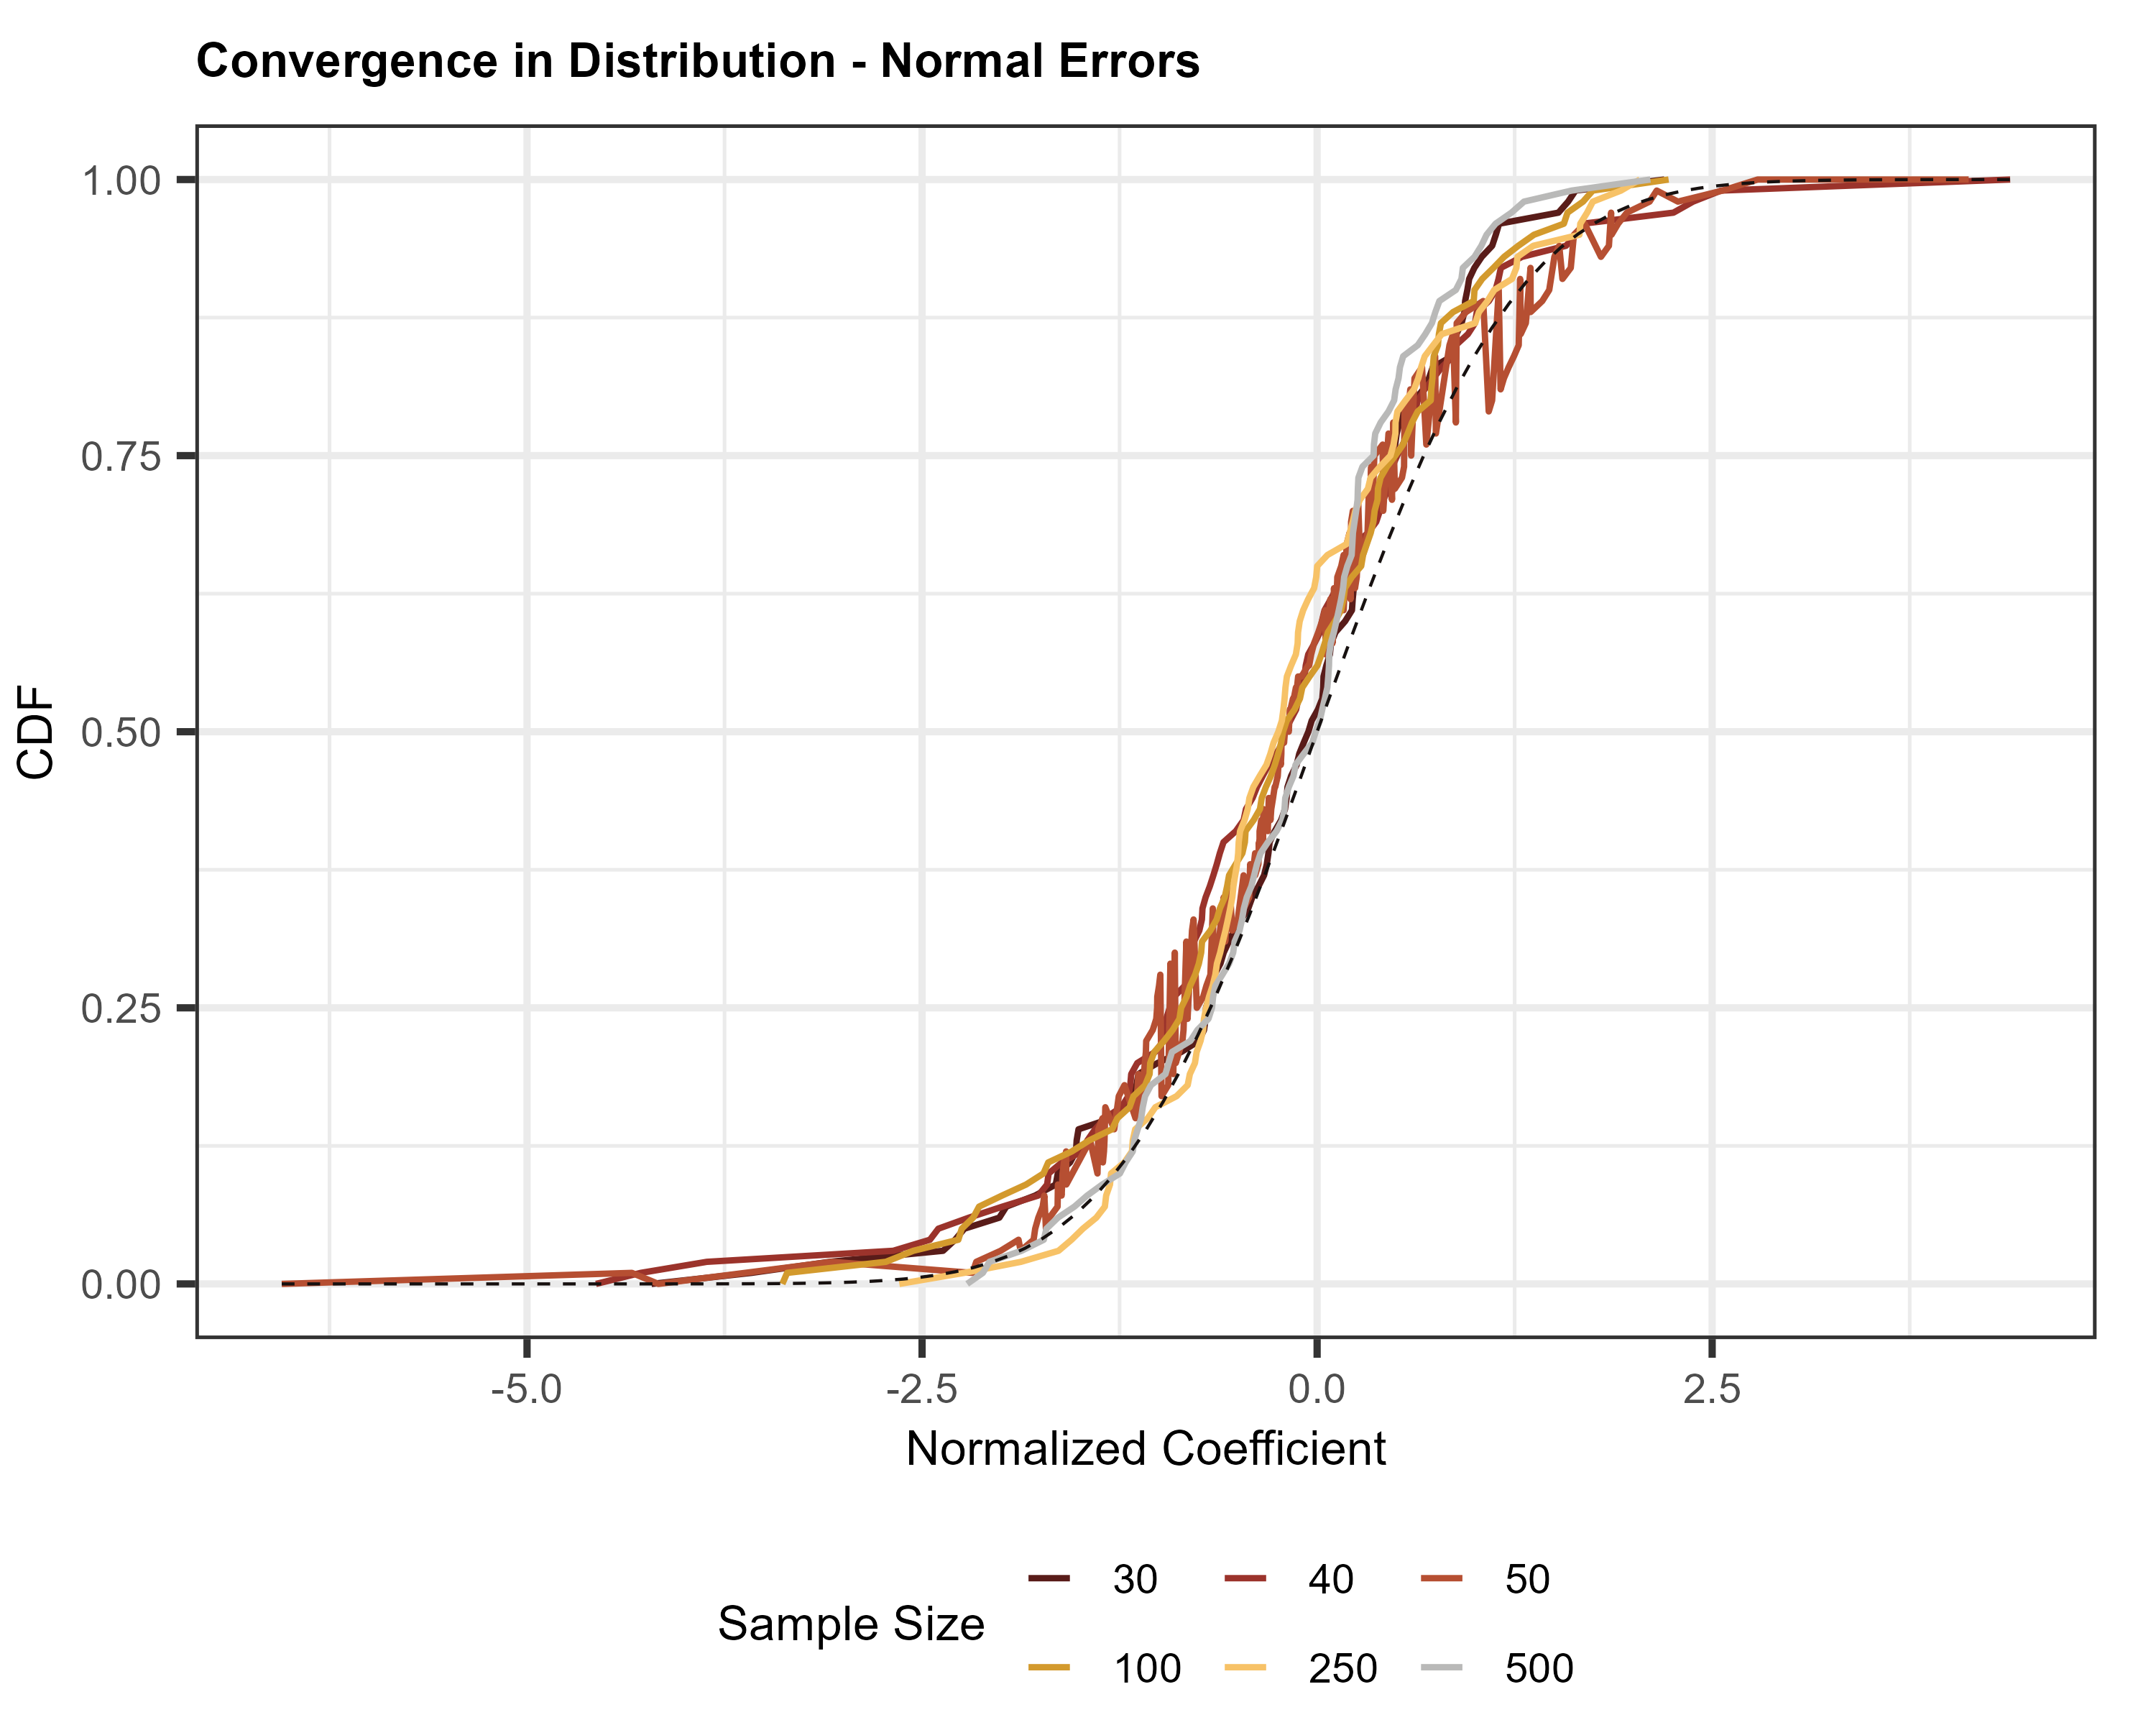 Convergence in Distribution - Normal Errors
1.00
0.75
0.50
0.25
0.00
CDF
-5.0 -2.5 0.0 2.5
Normalized Coefficient
Sample Size
30 40 50
100 250 500